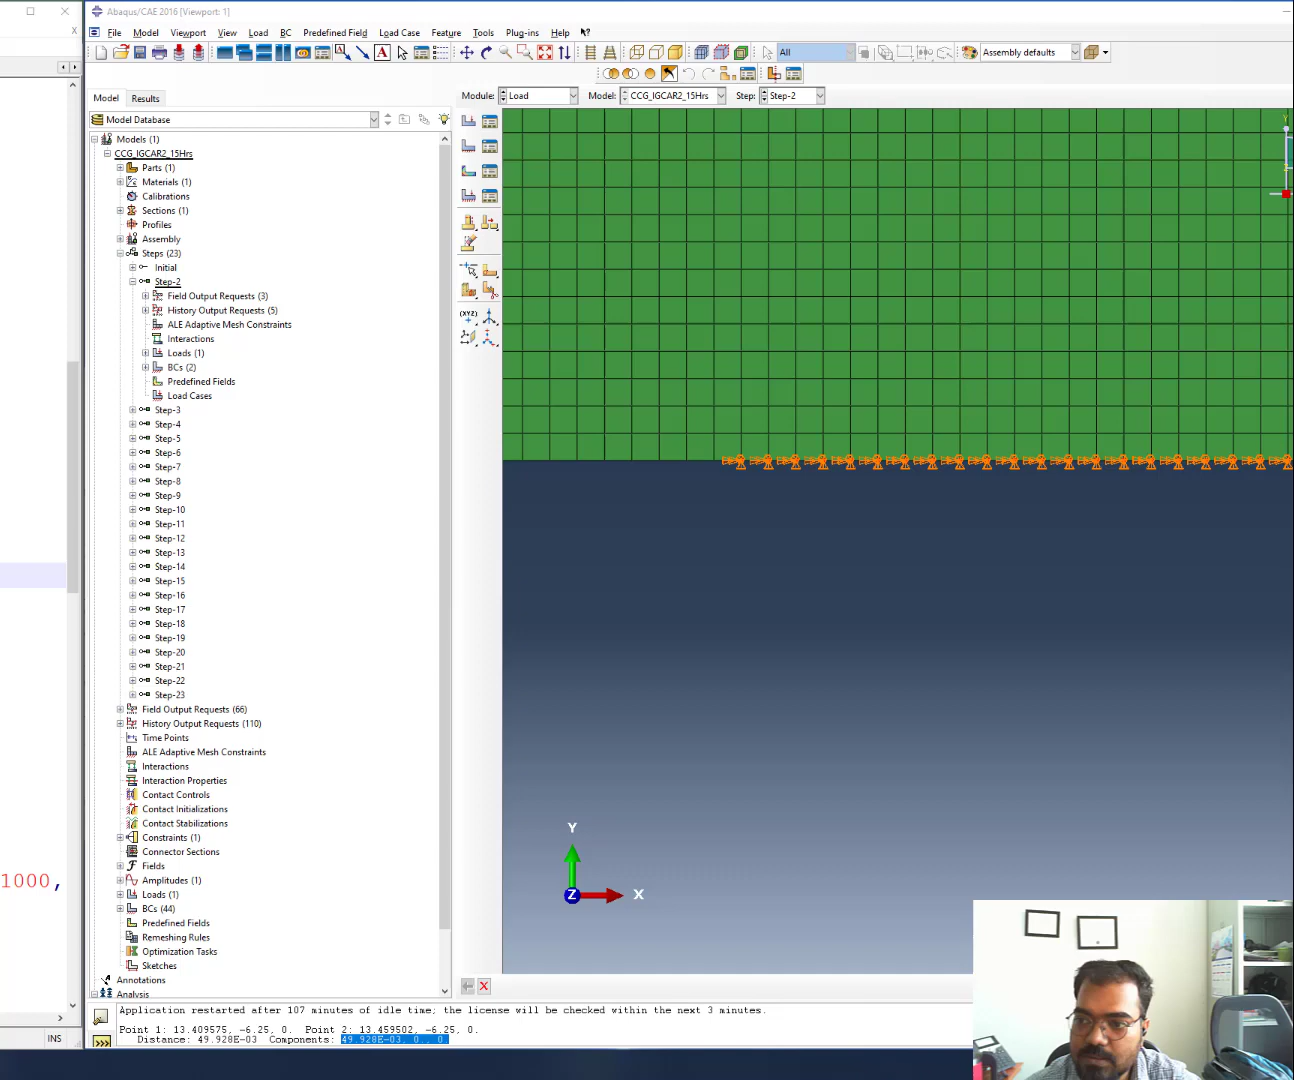 Abaqus/CAE 2016 [Viewport: 1]
File Model Viewport View Load BC Predefined Field Load Case Feature Tools Plug-ins Help
All Assembly defaults
Model Results
Module: Load Model: CCG_IGCAR2_15Hrs Step: Step-2
Model Database
Models (1)
CCG_IGCAR2_15Hrs
Parts (1)
Materials (1)
Calibrations
Sections (1)
Profiles
Assembly
Steps (23)
Initial
Step-2
Field Output Requests (3)
History Output Requests (5)
ALE Adaptive Mesh Constraints
Interactions
Loads (1)
BCs (2)
Predefined Fields
Load Cases
Step-3
Step-4
Step-5
Step-6
Step-7
Step-8
Step-9
Step-10
Step-11
Step-12
Step-13
Step-14
Step-15
Step-16
Step-17
Step-18
Step-19
Step-20
Step-21
Step-22
Step-23
Field Output Requests (66)
History Output Requests (110)
Time Points
ALE Adaptive Mesh Constraints
Interactions
Interaction Properties
Contact Controls
Contact Initializations
Contact Stabilizations
Constraints (1)
Connector Sections
Fields
Amplitudes (1)
Loads (1)
BCs (44)
Predefined Fields
Remeshing Rules
Optimization Tasks
Sketches
Annotations
Analysis
1000,
INS
(XYZ)
Y
Z
Y
Z X
Application restarted after 107 minutes of idle time; the license will be checked within the next 3 minutes.
Point 1: 13.409575, -6.25, 0. Point 2: 13.459502, -6.25, 0.
Distance: 49.928E-03 Components: 49.928E-03, 0., 0.